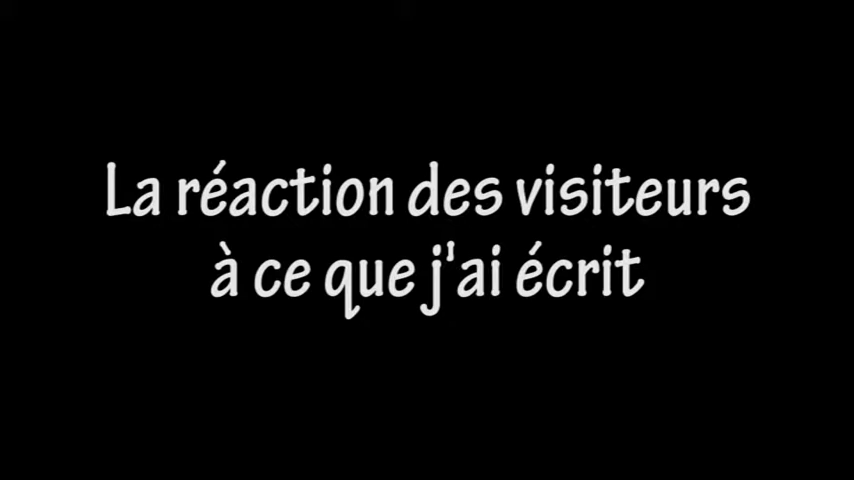 La réaction des visiteurs
à ce que j'ai écrit